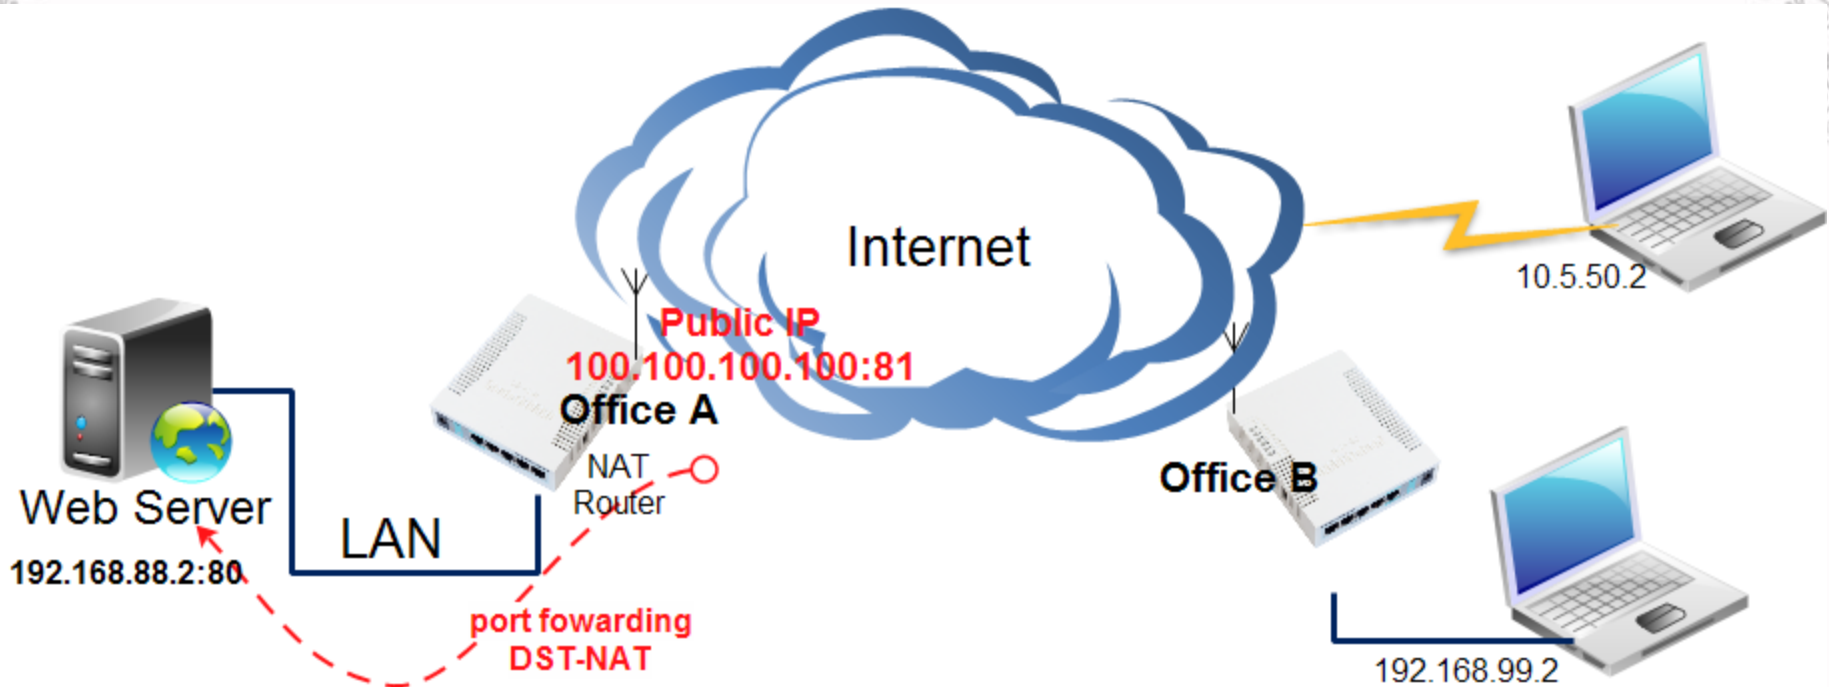 Internet
10.5.50.2
Public IP
100.100.100.100:81
Office A
NAT
Router
Office B
Web Server
LAN
192.168.88.2:80
port fowarding
DST-NAT
192.168.99.2